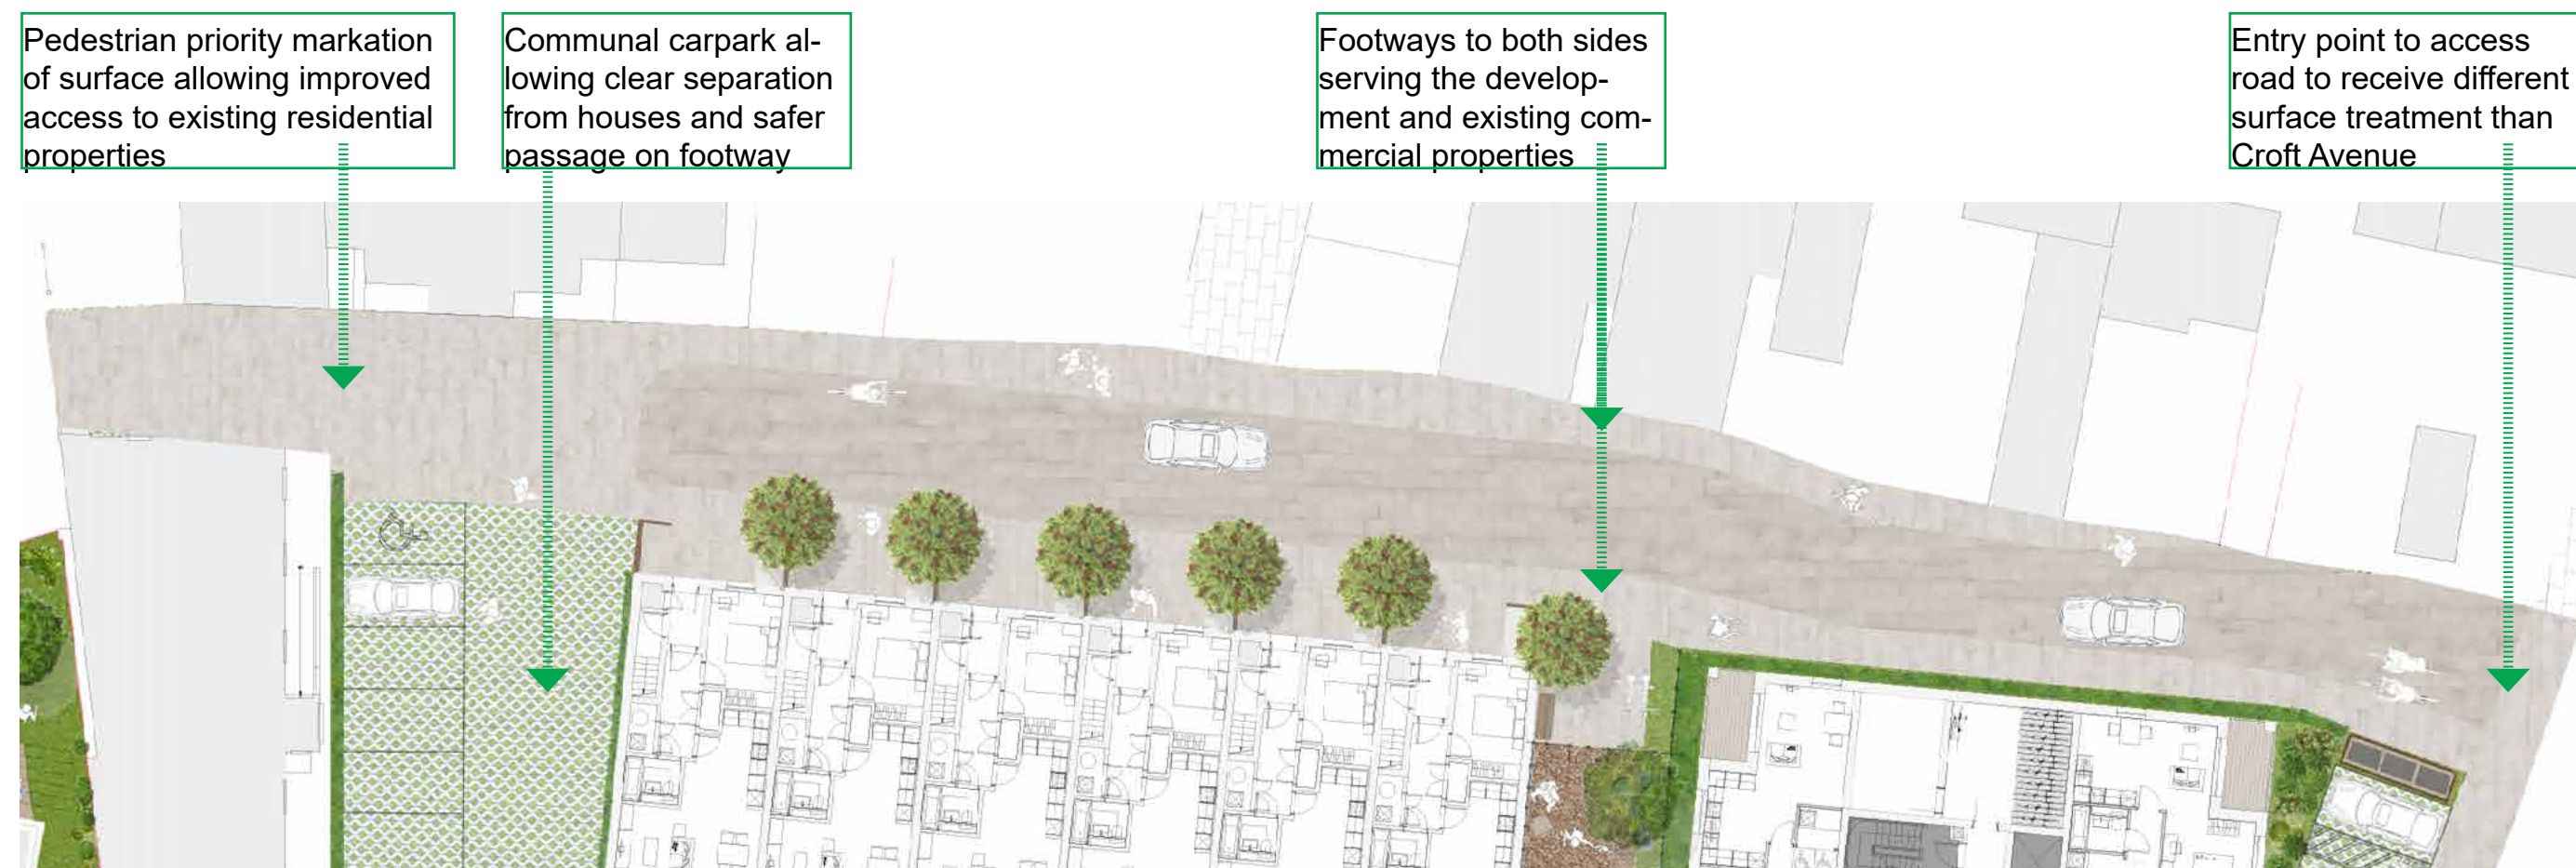 Pedestrian priority markation
of surface allowing improved
access to existing residential
properties
Communal carpark al-
lowing clear separation
from houses and safer
passage on footway
Footways to both sides
serving the develop-
ment and existing com-
mercial properties
Entry point to access
road to receive different
surface treatment than
Croft Avenue